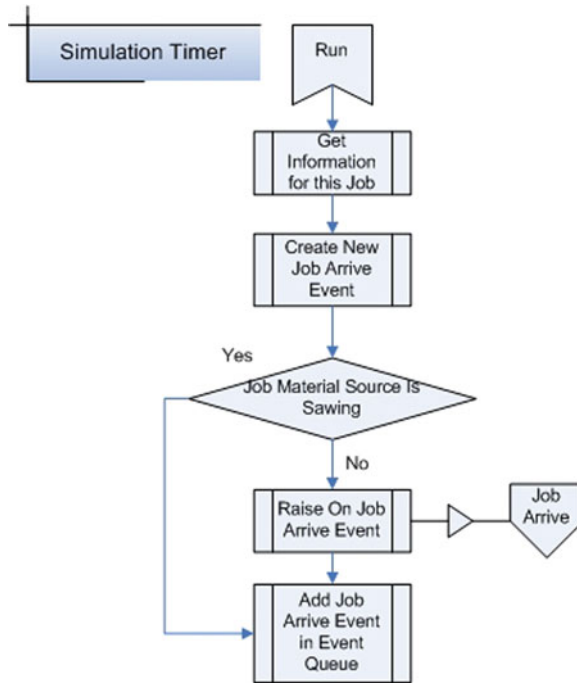 Simulation Timer
Run
Get
Information
for this Job
Create New
Job Arrive
Event
Yes
Job Material Source Is
Sawing
No
Raise On Job
Arrive Event
Job
Arrive
Add Job
Arrive Event
in Event
Queue